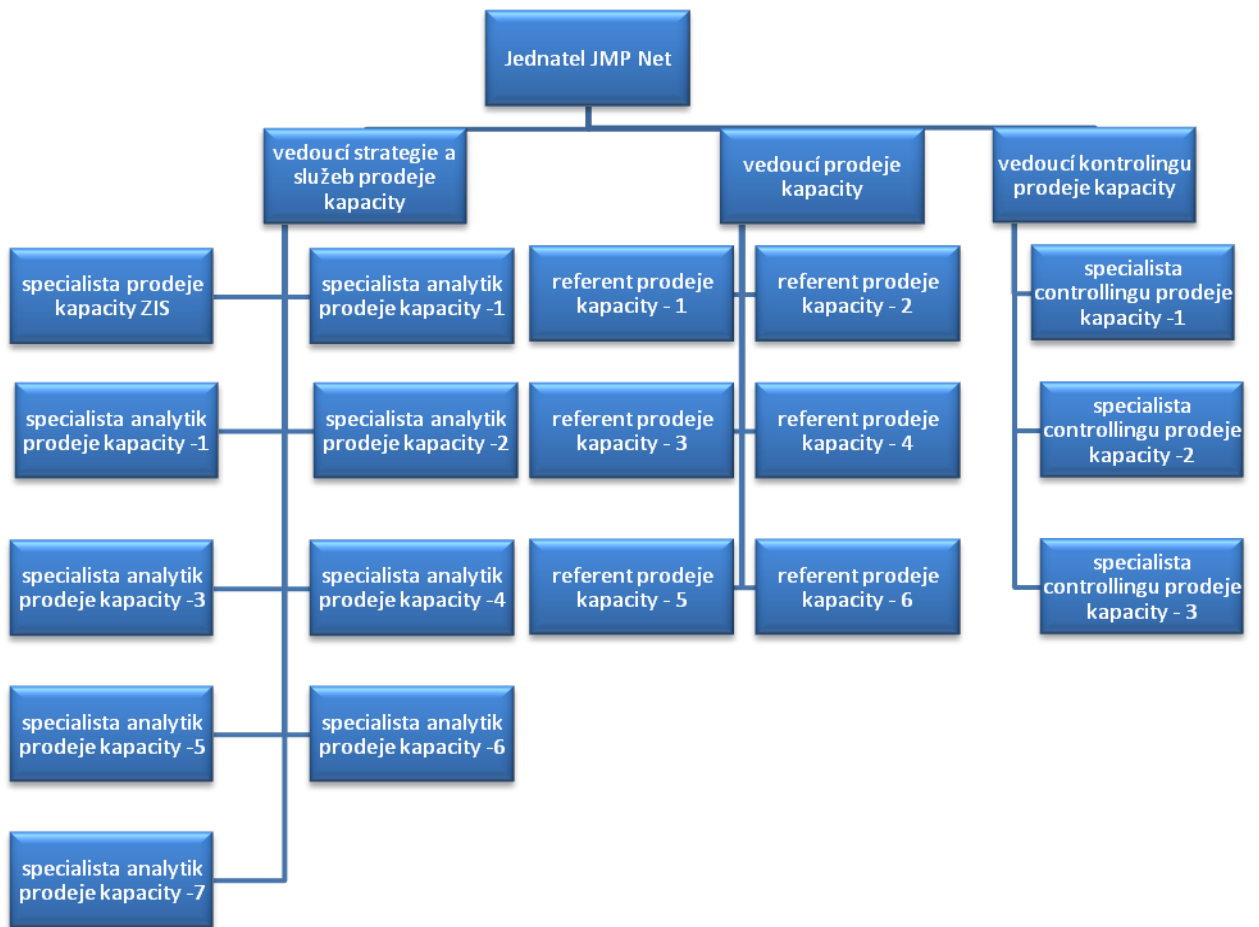 Jednatel JMP Net
vedoucí strategie a
služeb prodeje
kapacity
vedoucí prodeje
kapacity
vedoucí kontrolingu
prodeje kapacity
specialista prodeje
kapacity ZIS
specialista analytik
prodeje kapacity -1
referent prodeje
kapacity - 1
referent prodeje
kapacity - 2
specialista
controllingu prodeje
kapacity -1
specialista analytik
prodeje kapacity -1
specialista analytik
prodeje kapacity -2
referent prodeje
kapacity - 3
referent prodeje
kapacity - 4
specialista
controllingu prodeje
kapacity -2
specialista analytik
prodeje kapacity -3
specialista analytik
prodeje kapacity -4
referent prodeje
kapacity - 5
referent prodeje
kapacity - 6
specialista
controllingu prodeje
kapacity - 3
specialista analytik
prodeje kapacity -5
specialista analytik
prodeje kapacity -6
specialista analytik
prodeje kapacity -7